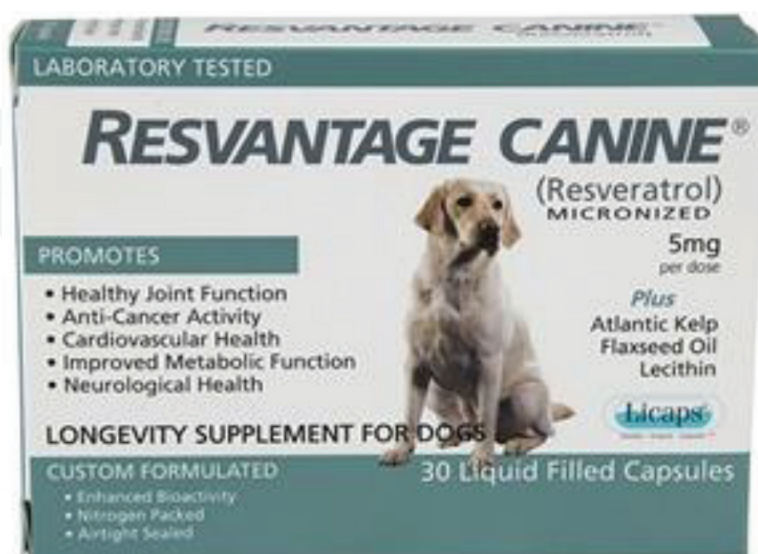 RESVANTAGE CANINE
LABORATORY TESTED
RESVANTAGE CANINE®
(Resveratrol)
MICRONIZED
5mg
per dose
PROMOTES
• Healthy Joint Function
• Anti-Cancer Activity
• Cardiovascular Health
• Improved Metabolic Function
• Neurological Health
Plus
Atlantic Kelp
Flaxseed Oil
Lecithin
Licaps
LONGEVITY SUPPLEMENT FOR DOGS
CUSTOM FORMULATED
• Enhanced Bioactivity
• Nitrogen Packed
• Airtight Sealed
30 Liquid Filled Capsules